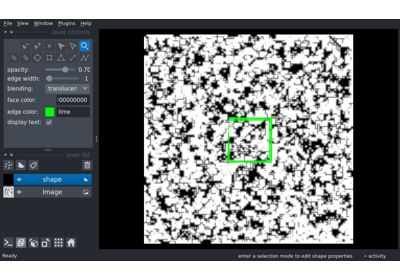 File View Window Plugins Help
layer controls
opacity: 0.70
edge width: 1
blending: translucen
face color: 00000000
edge color: lime
display text:
layer list
shape
Image
Ready enter a selection mode to edit shape properties activity